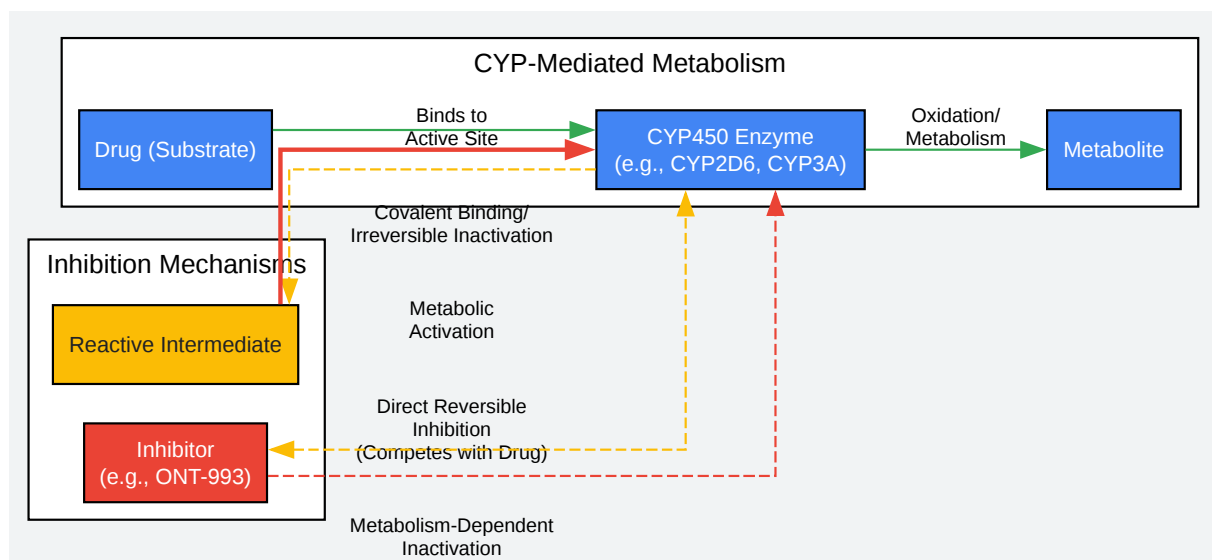 CYP-Mediated Metabolism
Drug (Substrate)
Binds to
Active Site
CYP450 Enzyme
(e.g., CYP2D6, CYP3A)
Oxidation/
Metabolism
Metabolite
Covalent Binding/
Irreversible Inactivation
Inhibition Mechanisms
Reactive Intermediate
Metabolic
Activation
Direct Reversible
Inhibition
(Competes with Drug)
Inhibitor
(e.g., ONT-993)
Metabolism-Dependent
Inactivation